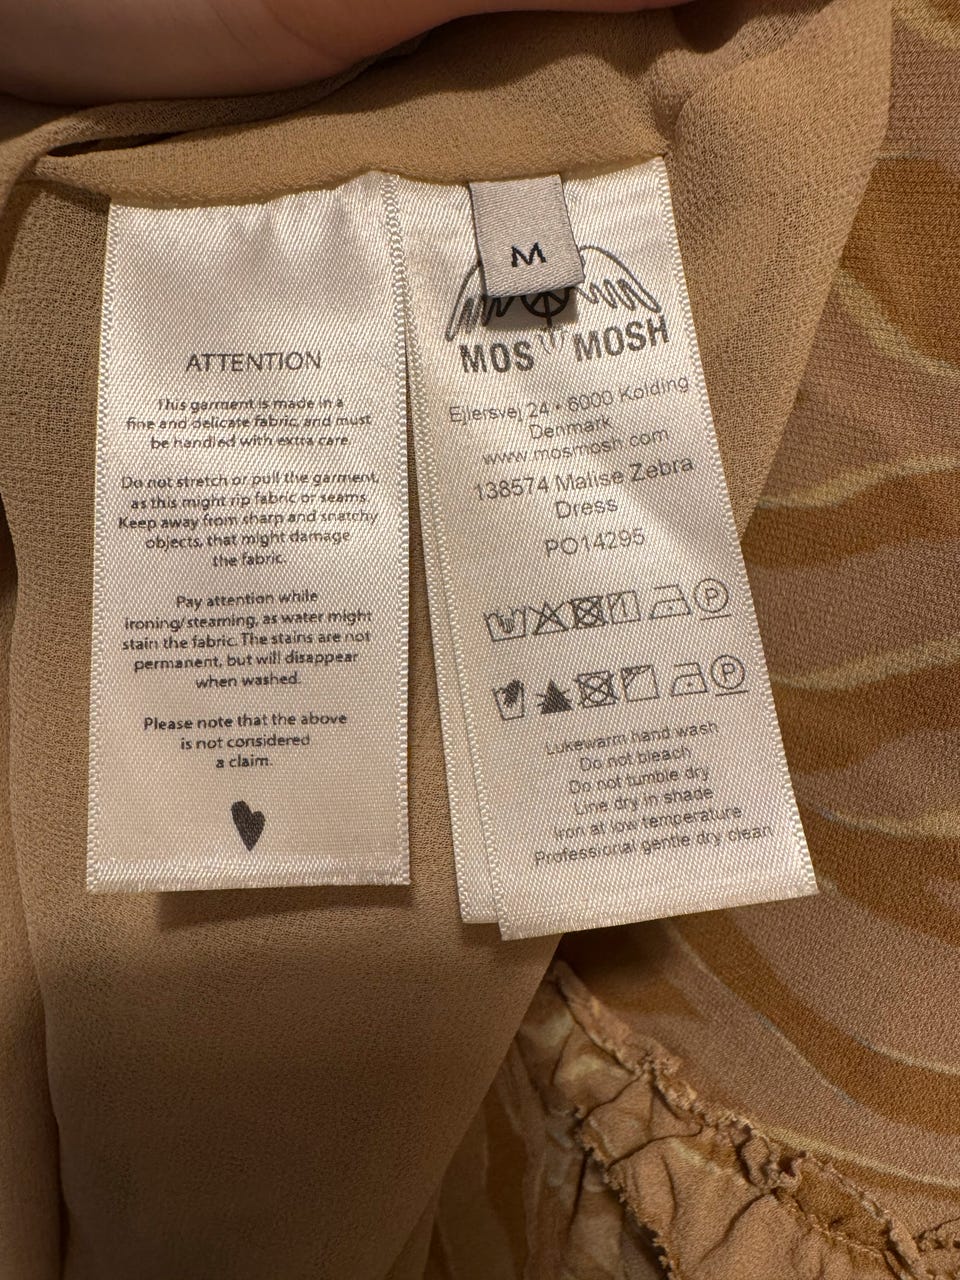 ATTENTION
This garment is made in a
fine and delicate fabric, and must
be handled with extra care.
Do not stretch or pull the garment,
as this might rip fabric or seams.
Keep away from sharp and snatchy
objects, that might damage
the fabric.
Pay attention while
ironing/steaming, as water might
stain the fabric. The stains are not
permanent, but will disappear
when washed.
Please note that the above
is not considered
a claim.
M
MOS MOSH
Ejlersvej 24 • 6000 Kolding
Denmark
www.mosmosh.com
138574 Malise Zebra
Dress
PO14295
P
P
Lukewarm hand wash
Do not bleach
Do not tumble dry
Line dry in shade
Iron at low temperature
Professional gentle dry clean